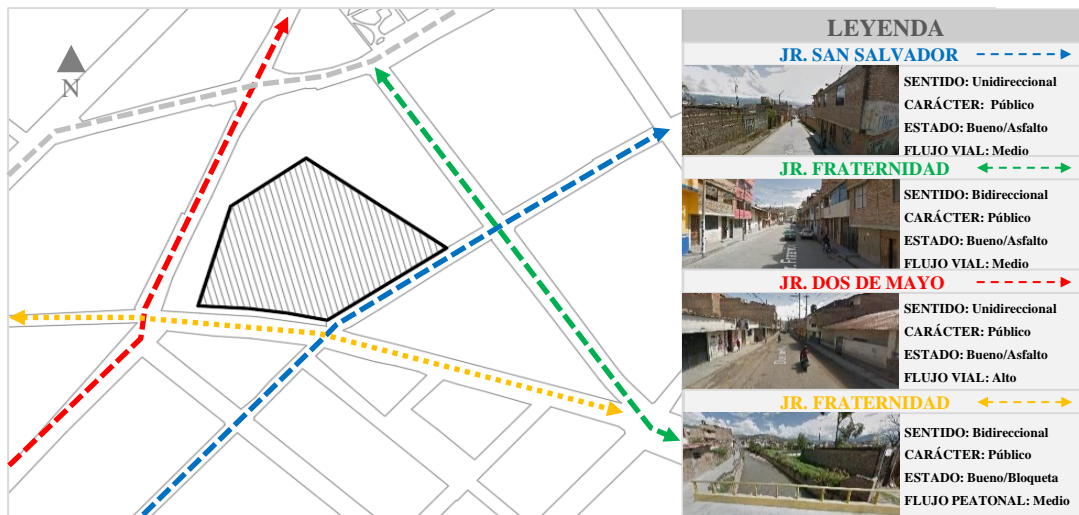 N
LEYENDA
JR. SAN SALVADOR
SENTIDO: Unidireccional
CARÁCTER: Público
ESTADO: Bueno/Asfalto
FLUJO VIAL: Medio
JR. FRATERNIDAD
SENTIDO: Bidireccional
CARÁCTER: Público
ESTADO: Bueno/Asfalto
FLUJO VIAL: Medio
JR. DOS DE MAYO
SENTIDO: Unidireccional
CARÁCTER: Público
ESTADO: Bueno/Asfalto
FLUJO VIAL: Alto
JR. FRATERNIDAD
SENTIDO: Bidireccional
CARÁCTER: Público
ESTADO: Bueno/Bloqueta
FLUJO PEATONAL: Medio